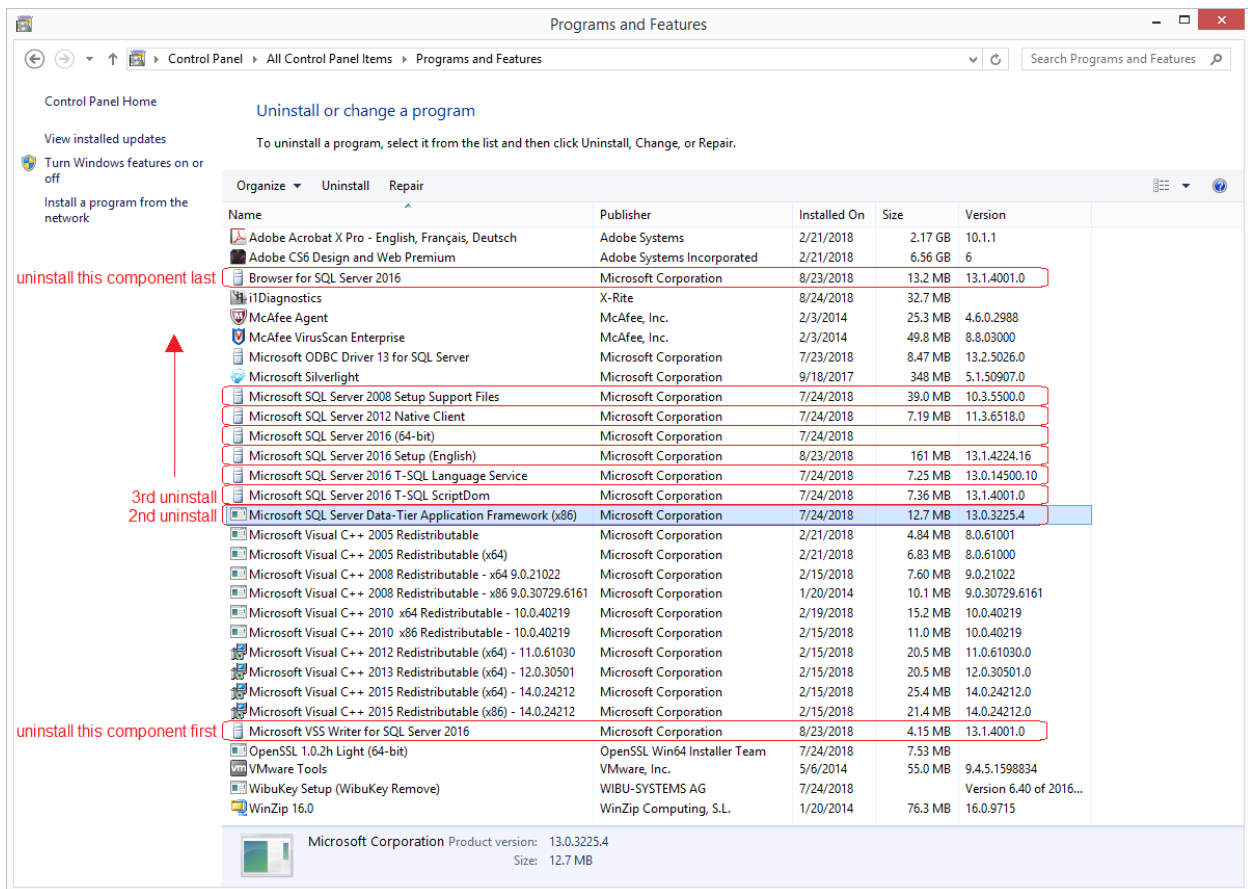 Programs and Features
Control Panel All Control Panel Items Programs and Features Search Programs and Features
Control Panel Home
View installed updates
Turn Windows features on or
off
Install a program from the
network
Uninstall or change a program
To uninstall a program, select it from the list and then click Uninstall, Change, or Repair.
Organize Uninstall Repair
Name Publisher Installed On Size Version
Adobe Acrobat X Pro - English, Français, Deutsch Adobe Systems 2/21/2018 2.17 GB 10.1.1
Adobe CS6 Design and Web Premium Adobe Systems Incorporated 2/21/2018 6.56 GB 6
uninstall this component last Browser for SQL Server 2016 Microsoft Corporation 8/23/2018 13.2 MB 13.1.4001.0
i1Diagnostics X-Rite 8/24/2018 32.7 MB
McAfee Agent McAfee, Inc. 2/3/2014 25.3 MB 4.6.0.2988
McAfee VirusScan Enterprise McAfee, Inc. 2/3/2014 49.8 MB 8.8.03000
Microsoft ODBC Driver 13 for SQL Server Microsoft Corporation 7/23/2018 8.47 MB 13.2.5026.0
Microsoft Silverlight Microsoft Corporation 9/18/2017 348 MB 5.1.50907.0
Microsoft SQL Server 2008 Setup Support Files Microsoft Corporation 7/24/2018 39.0 MB 10.3.5500.0
Microsoft SQL Server 2012 Native Client Microsoft Corporation 7/24/2018 7.19 MB 11.3.6518.0
Microsoft SQL Server 2016 (64-bit) Microsoft Corporation 7/24/2018
Microsoft SQL Server 2016 Setup (English) Microsoft Corporation 8/23/2018 161 MB 13.1.4224.16
Microsoft SQL Server 2016 T-SQL Language Service Microsoft Corporation 7/24/2018 7.25 MB 13.0.14500.10
3rd uninstall Microsoft SQL Server 2016 T-SQL ScriptDom Microsoft Corporation 7/24/2018 7.36 MB 13.1.4001.0
2nd uninstall Microsoft SQL Server Data-Tier Application Framework (x86) Microsoft Corporation 7/24/2018 12.7 MB 13.0.3225.4
Microsoft Visual C++ 2005 Redistributable Microsoft Corporation 2/21/2018 4.84 MB 8.0.61001
Microsoft Visual C++ 2005 Redistributable (x64) Microsoft Corporation 2/21/2018 6.83 MB 8.0.61000
Microsoft Visual C++ 2008 Redistributable - x64 9.0.21022 Microsoft Corporation 2/15/2018 7.60 MB 9.0.21022
Microsoft Visual C++ 2008 Redistributable - x86 9.0.30729.6161 Microsoft Corporation 1/20/2014 10.1 MB 9.0.30729.6161
Microsoft Visual C++ 2010 x64 Redistributable - 10.0.40219 Microsoft Corporation 2/19/2018 15.2 MB 10.0.40219
Microsoft Visual C++ 2010 x86 Redistributable - 10.0.40219 Microsoft Corporation 2/15/2018 11.0 MB 10.0.40219
Microsoft Visual C++ 2012 Redistributable (x64) - 11.0.61030 Microsoft Corporation 2/15/2018 20.5 MB 11.0.61030.0
Microsoft Visual C++ 2013 Redistributable (x64) - 12.0.30501 Microsoft Corporation 2/15/2018 20.5 MB 12.0.30501.0
Microsoft Visual C++ 2015 Redistributable (x64) - 14.0.24212 Microsoft Corporation 2/15/2018 25.4 MB 14.0.24212.0
Microsoft Visual C++ 2015 Redistributable (x86) - 14.0.24212 Microsoft Corporation 2/15/2018 21.4 MB 14.0.24212.0
uninstall this component first Microsoft VSS Writer for SQL Server 2016 Microsoft Corporation 8/23/2018 4.15 MB 13.1.4001.0
OpenSSL 1.0.2h Light (64-bit) OpenSSL Win64 Installer Team 7/24/2018 7.53 MB
vm VMware Tools VMware, Inc. 5/6/2014 55.0 MB 9.4.5.1598834
WibuKey Setup (WibuKey Remove) WIBU-SYSTEMS AG 7/24/2018 Version 6.40 of 2016...
WinZip 16.0 WinZip Computing, S.L. 1/20/2014 76.3 MB 16.0.9715
Microsoft Corporation Product version: 13.0.3225.4
Size: 12.7 MB